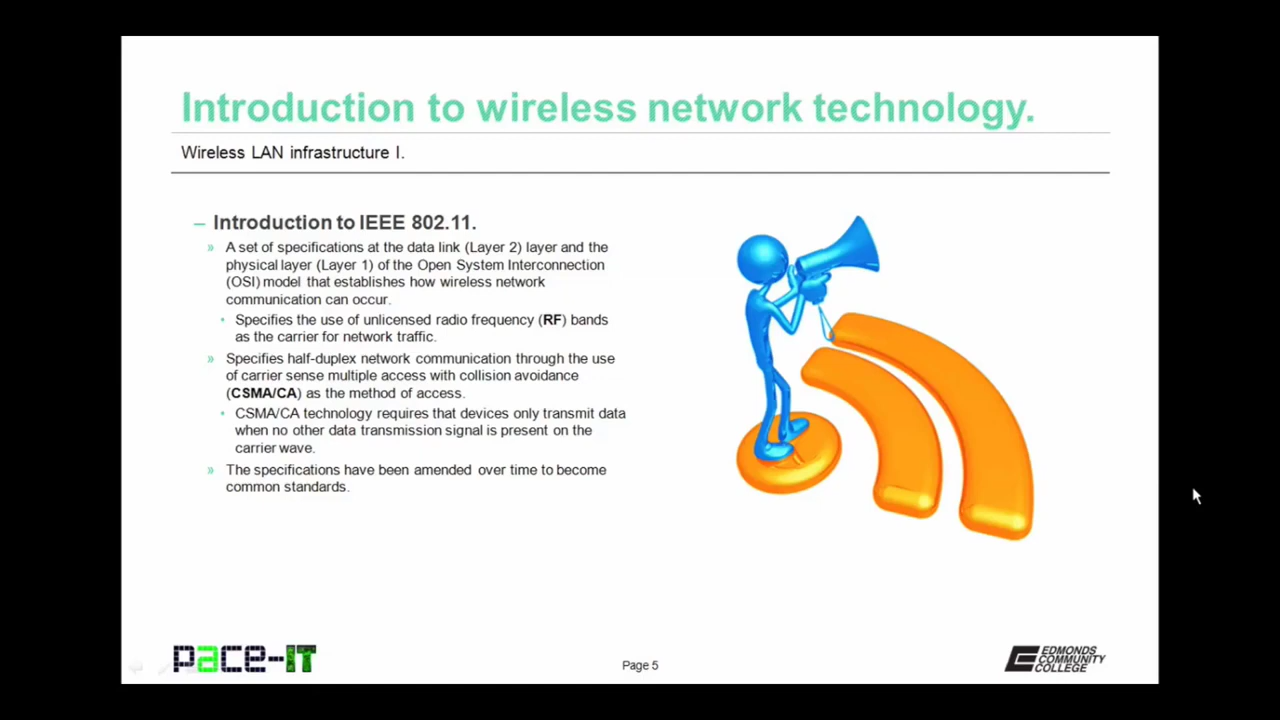 Introduction to wireless network technology.
Wireless LAN infrastructure I.
– Introduction to IEEE 802.11.
» A set of specifications at the data link (Layer 2) layer and the
physical layer (Layer 1) of the Open System Interconnection
(OSI) model that establishes how wireless network
communication can occur.
• Specifies the use of unlicensed radio frequency (RF) bands
as the carrier for network traffic.
» Specifies half-duplex network communication through the use
of carrier sense multiple access with collision avoidance
(CSMA/CA) as the method of access.
• CSMA/CA technology requires that devices only transmit data
when no other data transmission signal is present on the
carrier wave.
» The specifications have been amended over time to become
common standards.
pace-IT
Page 5
EDMONDS
COMMUNITY
COLLEGE